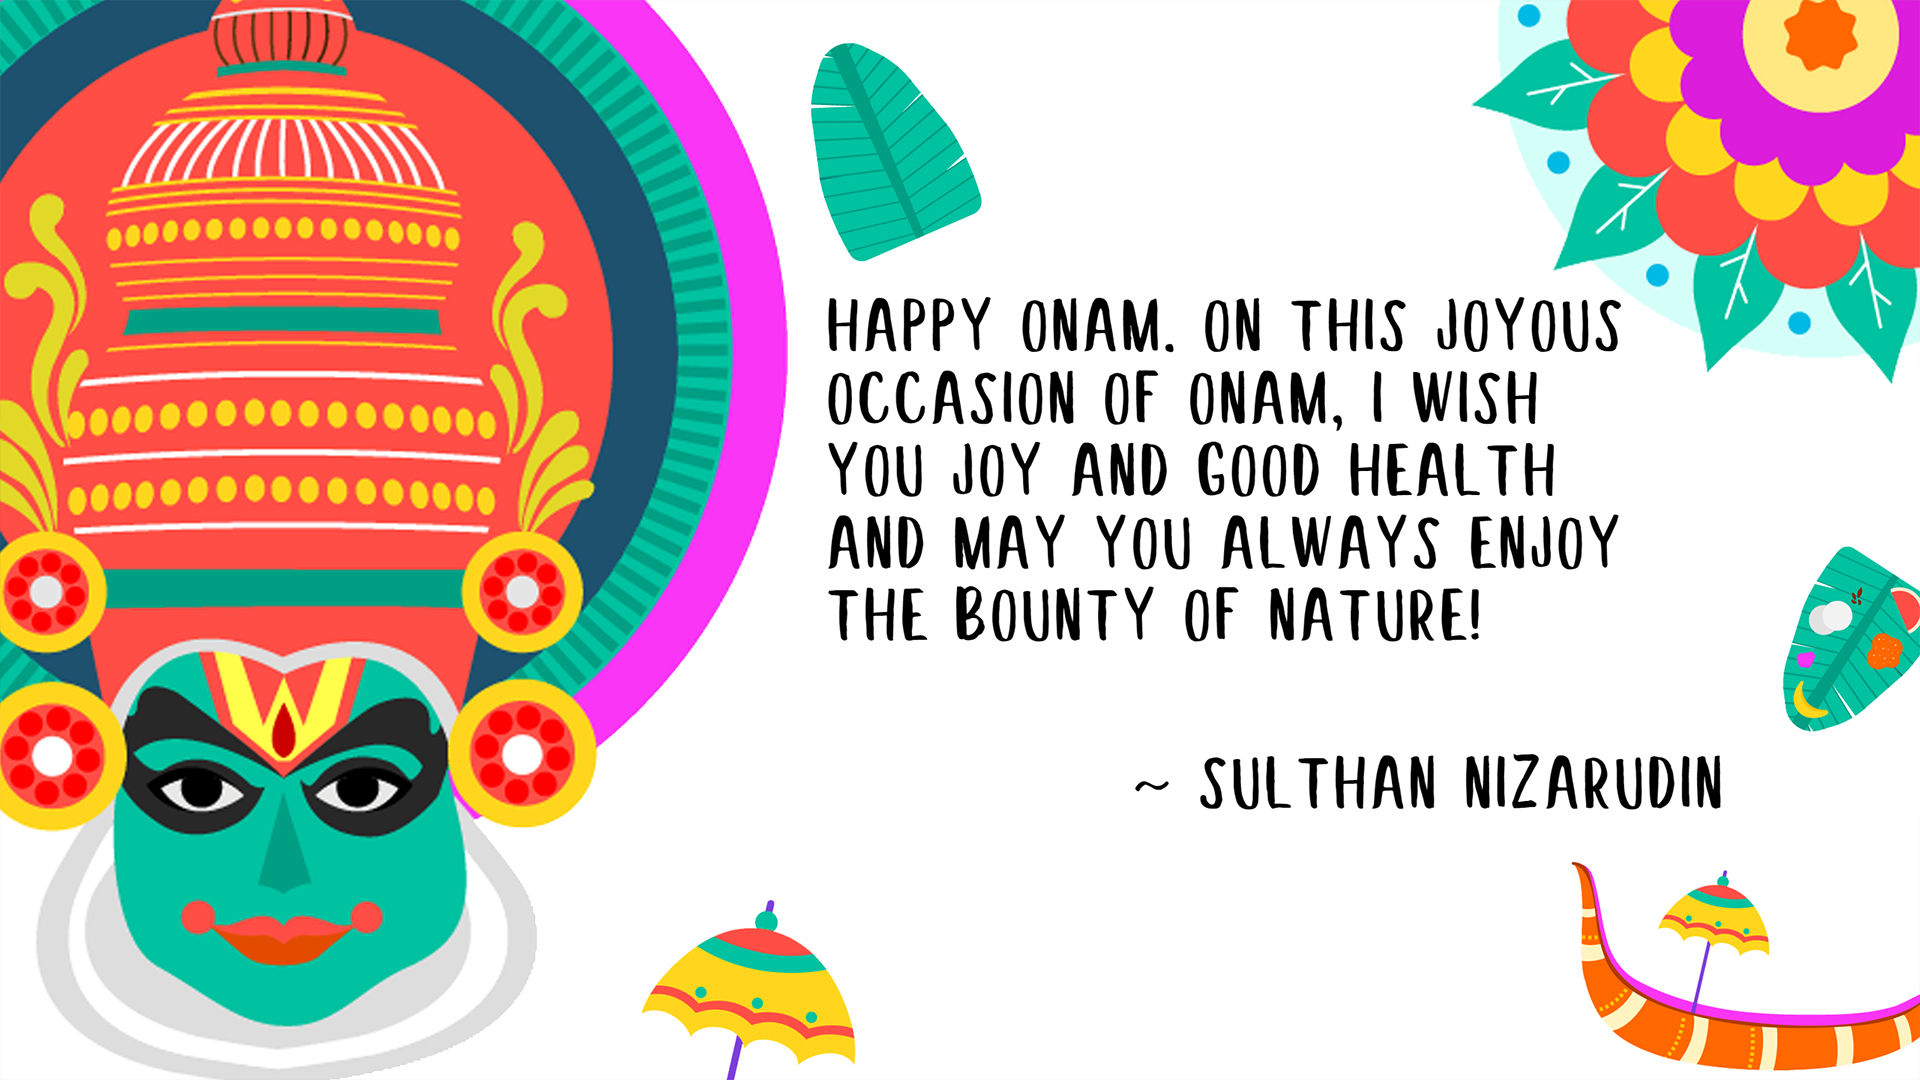 HAPPY ONAM. ON THIS JOYOUS
OCCASION OF ONAM, I WISH
YOU JOY AND GOOD HEALTH
AND MAY YOU ALWAYS ENJOY
THE BOUNTY OF NATURE!
~ SULTHAN NIZARUDIN